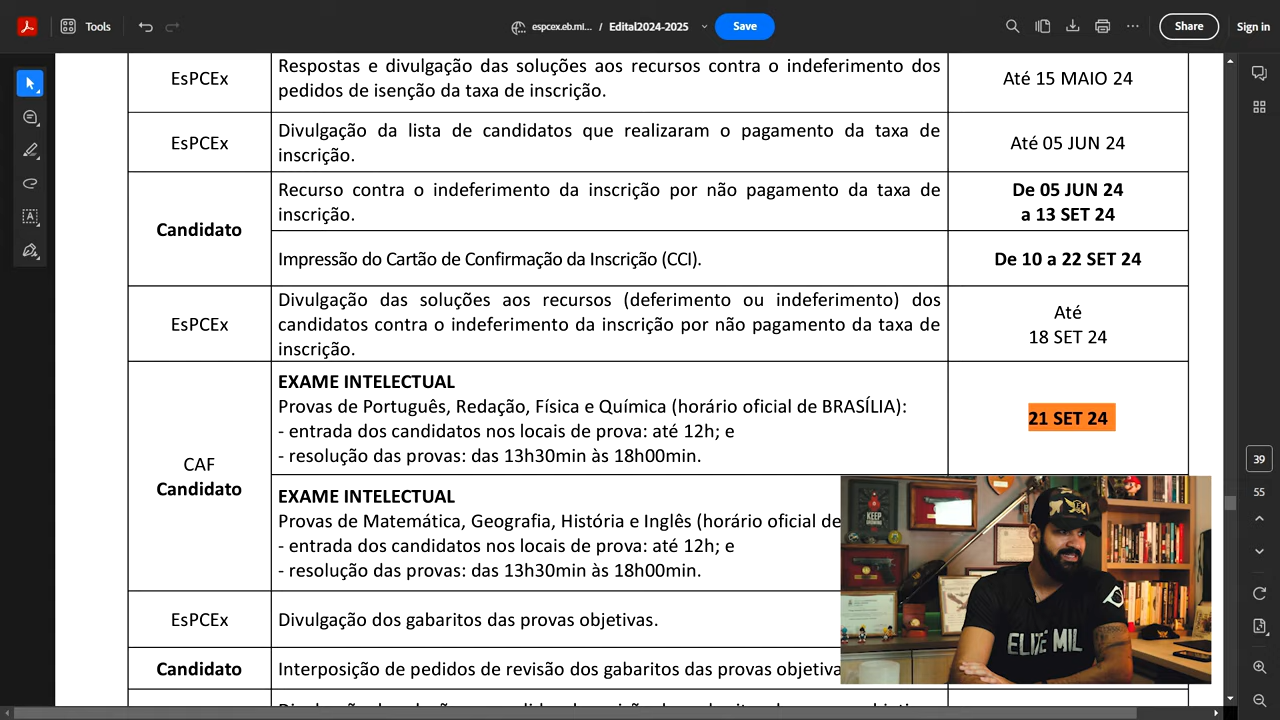 Tools
espcex.eb.mi... / Edital2024-2025
Save
Share
Sign in
EsPCEx
Respostas e divulgação das soluções aos recursos contra o indeferimento dos
pedidos de isenção da taxa de inscrição.
Até 15 MAIO 24
EsPCEx
Divulgação da lista de candidatos que realizaram o pagamento da taxa de
inscrição.
Até 05 JUN 24
Candidato
Recurso contra o indeferimento da inscrição por não pagamento da taxa de
inscrição.
De 05 JUN 24
a 13 SET 24
Impressão do Cartão de Confirmação da Inscrição (CCI).
De 10 a 22 SET 24
EsPCEx
Divulgação das soluções aos recursos (deferimento ou indeferimento) dos
candidatos contra o indeferimento da inscrição por não pagamento da taxa de
inscrição.
Até
18 SET 24
CAF
Candidato
EXAME INTELECTUAL
Provas de Português, Redação, Física e Química (horário oficial de BRASÍLIA):
- entrada dos candidatos nos locais de prova: até 12h; e
- resolução das provas: das 13h30min às 18h00min.
21 SET 24
EXAME INTELECTUAL
Provas de Matemática, Geografia, História e Inglês (horário oficial de
- entrada dos candidatos nos locais de prova: até 12h; e
- resolução das provas: das 13h30min às 18h00min.
EsPCEx
Divulgação dos gabaritos das provas objetivas.
Candidato
Interposição de pedidos de revisão dos gabaritos das provas objetiva
39
55
KEEP
ELITE MIL